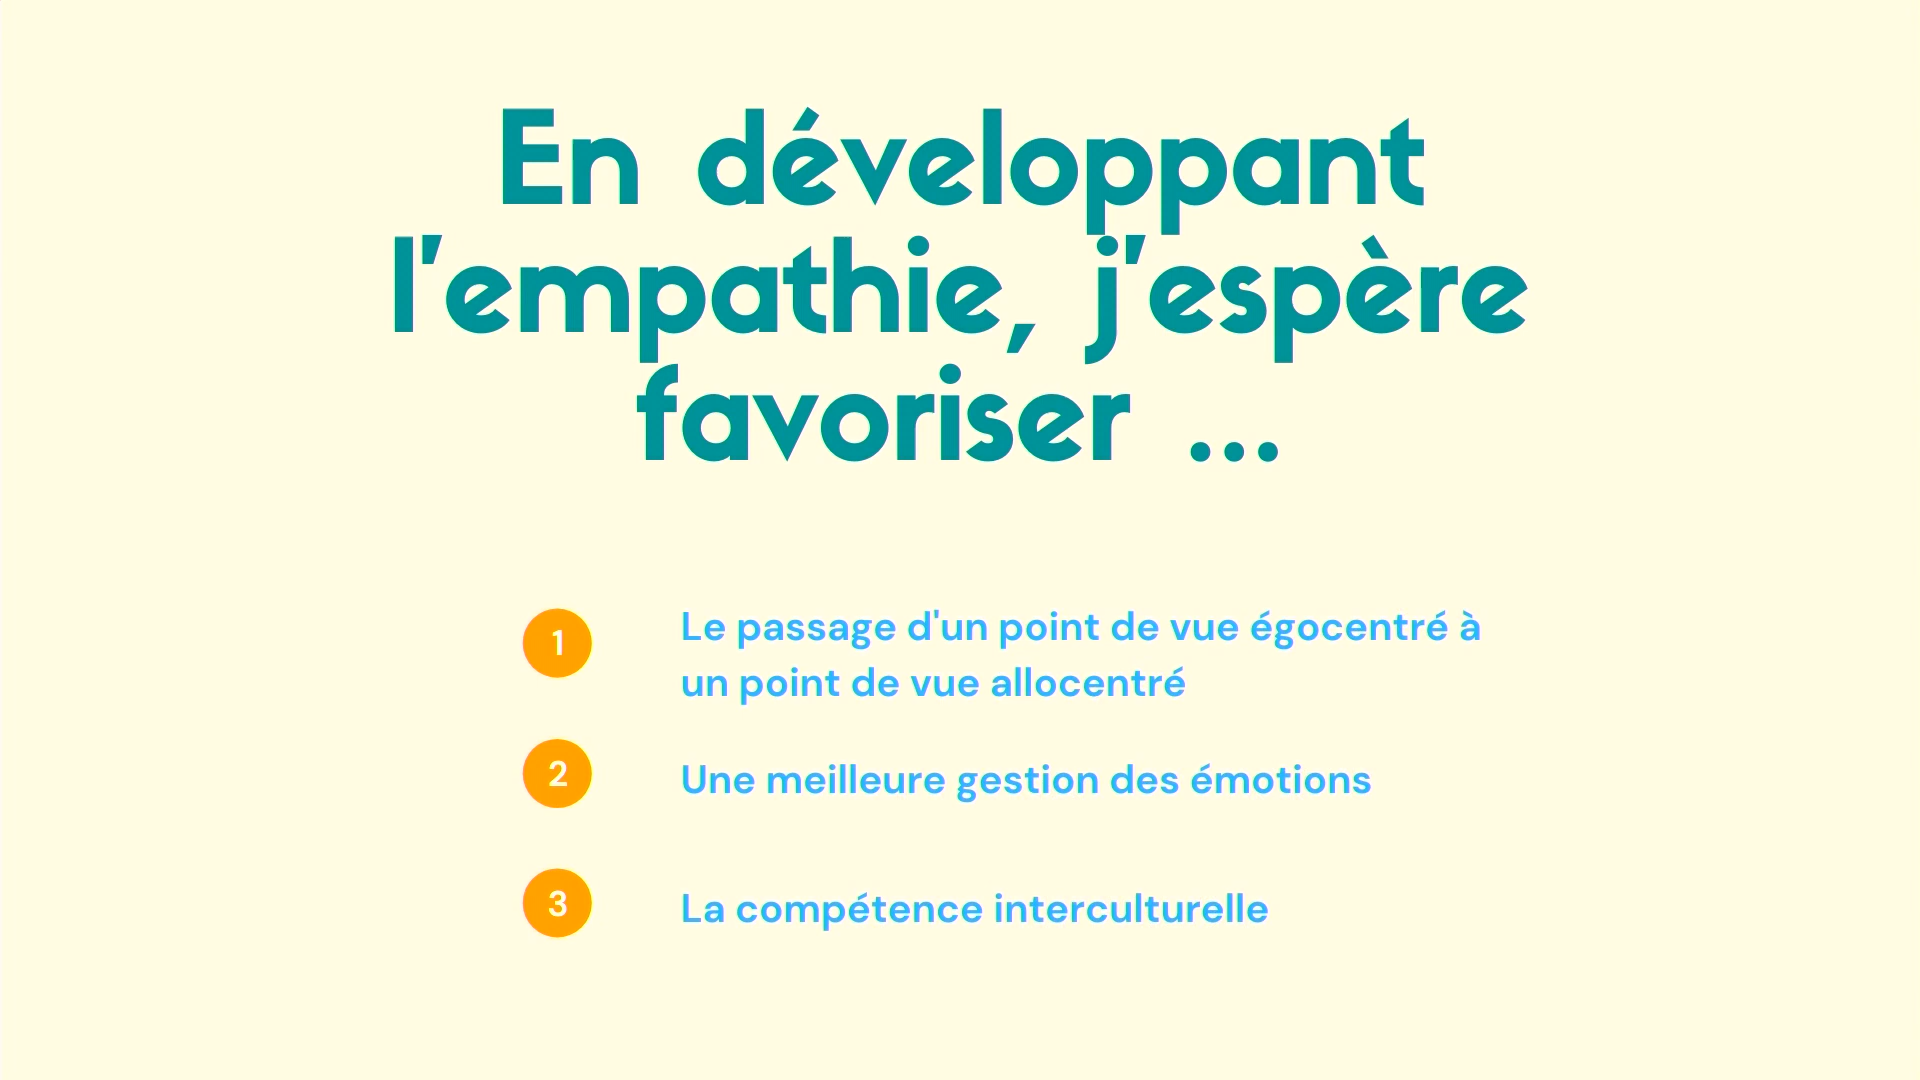 En développant
l'empathie, j'espère
favoriser ...
1
Le passage d'un point de vue égocentré à
un point de vue allocentré
2
Une meilleure gestion des émotions
3
La compétence interculturelle